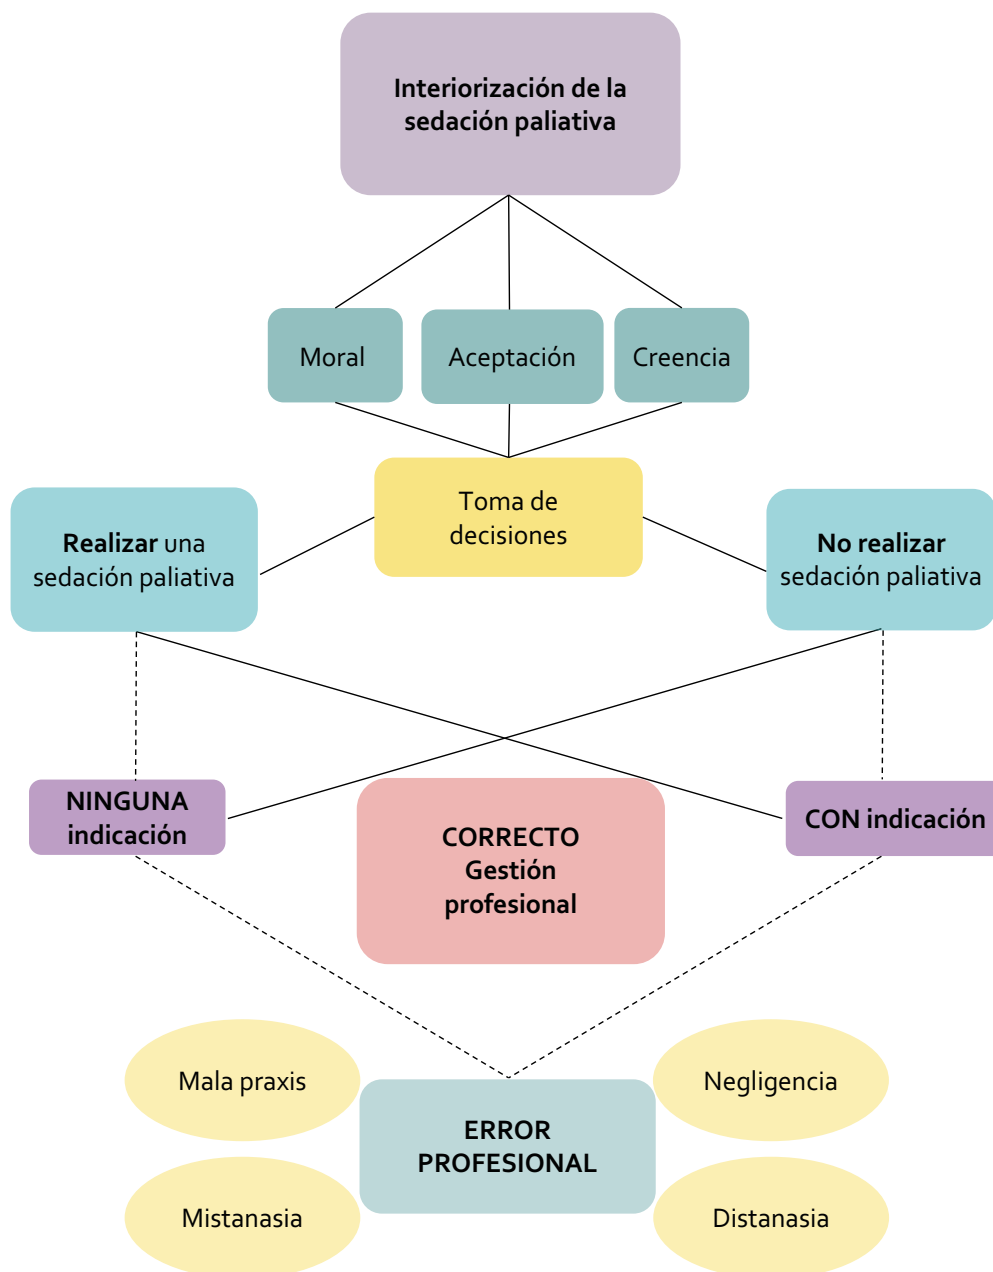 Interiorización de la
sedación paliativa
Moral
Aceptación
Creencia
Toma de
decisiones
Realizar una
sedación paliativa
No realizar
sedación paliativa
NINGUNA
indicación
CORRECTO
Gestión
profesional
CON indicación
Mala praxis
Negligencia
ERROR
PROFESIONAL
Mistanasia
Distanasia